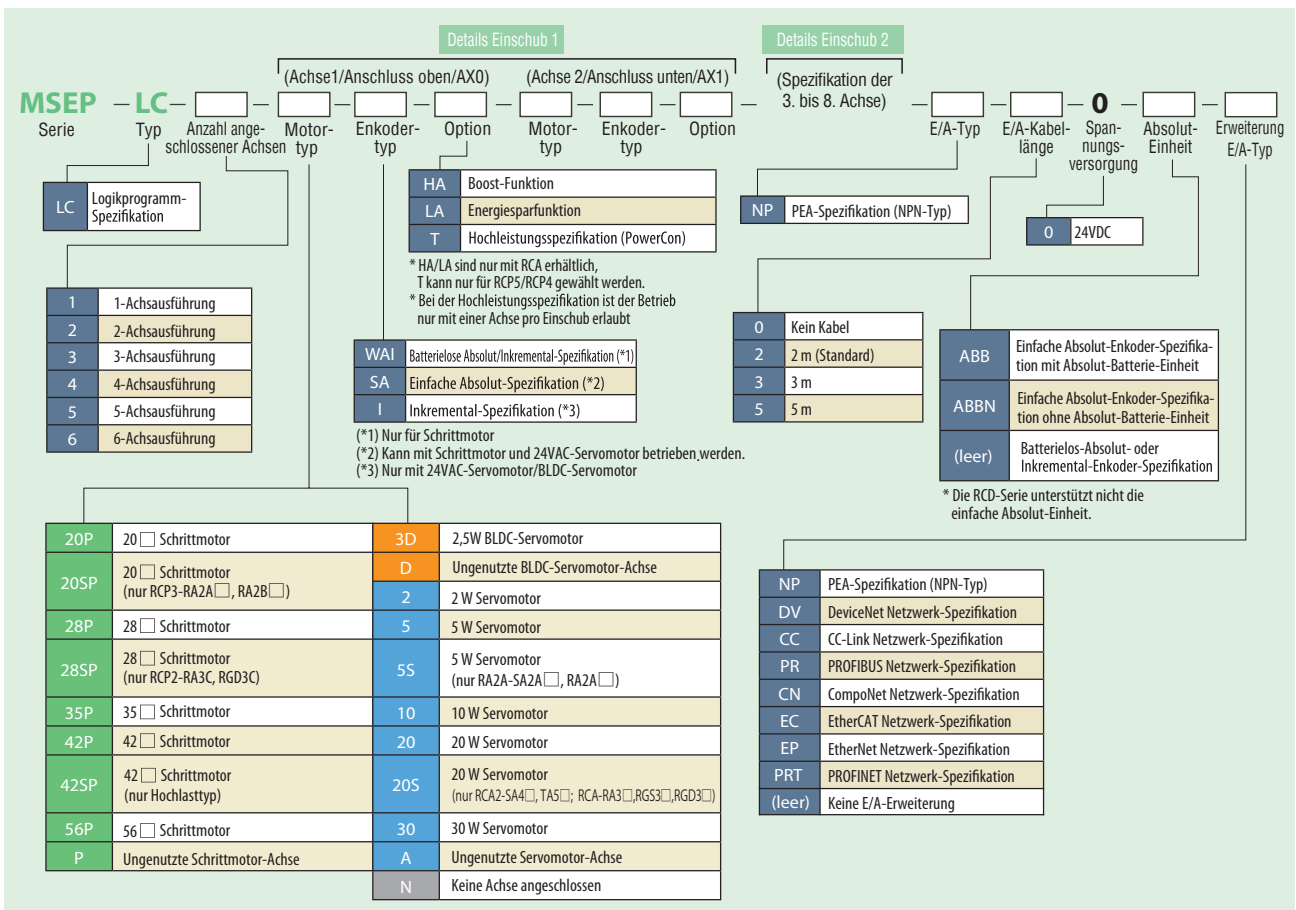 Details Einschub 1
Details Einschub 2
(Achse1/Anschluss oben/AX0)
(Achse 2/Anschluss unten/AX1)
(Spezifikation der
3. bis 8. Achse)
MSEP – LC – – – – – – – – – – – 0 – –
Serie
Typ
Anzahl ange-
schlossener Achsen
Motor-
typ
Enkoder-
typ
Option
Motor-
typ
Enkoder-
typ
Option
E/A-Typ
E/A-Kabel-
länge
Span-
nungs-
versorgung
Absolut-
Einheit
Erweiterung
E/A-Typ
LC Logikprogramm-
Spezifikation
HA Boost-Funktion
LA Energiesparfunktion
T Hochleistungsspezifikation (PowerCon)
* HA/LA sind nur mit RCA erhältlich,
T kann nur für RCP5/RCP4 gewählt werden.
* Bei der Hochleistungsspezifikation ist der Betrieb
nur mit einer Achse pro Einschub erlaubt
NP PEA-Spezifikation (NPN-Typ)
0 24VDC
1 1-Achsausführung
2 2-Achsausführung
3 3-Achsausführung
4 4-Achsausführung
5 5-Achsausführung
6 6-Achsausführung
WAI Batterielose Absolut/Inkremental-Spezifikation (*1)
SA Einfache Absolut-Spezifikation (*2)
I Inkremental-Spezifikation (*3)
(*1) Nur für Schrittmotor
(*2) Kann mit Schrittmotor und 24VAC-Servomotor betrieben werden.
(*3) Nur mit 24VAC-Servomotor/BLDC-Servomotor
0 Kein Kabel
2 2 m (Standard)
3 3 m
5 5 m
ABB Einfache Absolut-Enkoder-Spezifika-
tion mit Absolut-Batterie-Einheit
ABBN Einfache Absolut-Enkoder-Spezifika-
tion ohne Absolut-Batterie-Einheit
(leer) Batterielos-Absolut- oder
Inkremental-Enkoder-Spezifikation
* Die RCD-Serie unterstützt nicht die
einfache Absolut-Einheit.
20P 20 □ Schrittmotor
20SP 20 □ Schrittmotor
(nur RCP3-RA2A□, RA2B□)
28P 28 □ Schrittmotor
28SP 28 □ Schrittmotor
(nur RCP2-RA3C, RGD3C)
35P 35 □ Schrittmotor
42P 42 □ Schrittmotor
42SP 42 □ Schrittmotor
(nur Hochlasttyp)
56P 56 □ Schrittmotor
P Ungenutzte Schrittmotor-Achse
3D 2,5W BLDC-Servomotor
D Ungenutzte BLDC-Servomotor-Achse
2 2 W Servomotor
5 5 W Servomotor
5S 5 W Servomotor
(nur RA2A-SA2A□, RA2A□)
10 10 W Servomotor
20 20 W Servomotor
20S 20 W Servomotor
(nur RCA2-SA4□, TA5□; RCA-RA3□,RGS3□,RGD3□)
30 30 W Servomotor
A Ungenutzte Servomotor-Achse
N Keine Achse angeschlossen
NP PEA-Spezifikation (NPN-Typ)
DV DeviceNet Netzwerk-Spezifikation
CC CC-Link Netzwerk-Spezifikation
PR PROFIBUS Netzwerk-Spezifikation
CN CompoNet Netzwerk-Spezifikation
EC EtherCAT Netzwerk-Spezifikation
EP EtherNet Netzwerk-Spezifikation
PRT PROFINET Netzwerk-Spezifikation
(leer) Keine E/A-Erweiterung